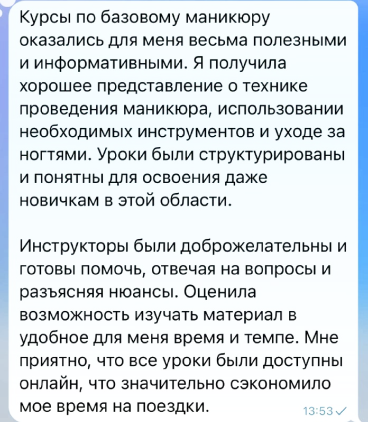 Курсы по базовому маникюру
оказались для меня весьма полезными
и информативными. Я получила
хорошее представление о технике
проведения маникюра, использовании
необходимых инструментов и уходе за
ногтями. Уроки были структурированы
и понятны для освоения даже
новичкам в этой области.

Инструкторы были доброжелательны и
готовы помочь, отвечая на вопросы и
разъясняя нюансы. Оценила
возможность изучать материал в
удобное для меня время и темпе. Мне
приятно, что все уроки были доступны
онлайн, что значительно сэкономило
мое время на поездки.
13:53